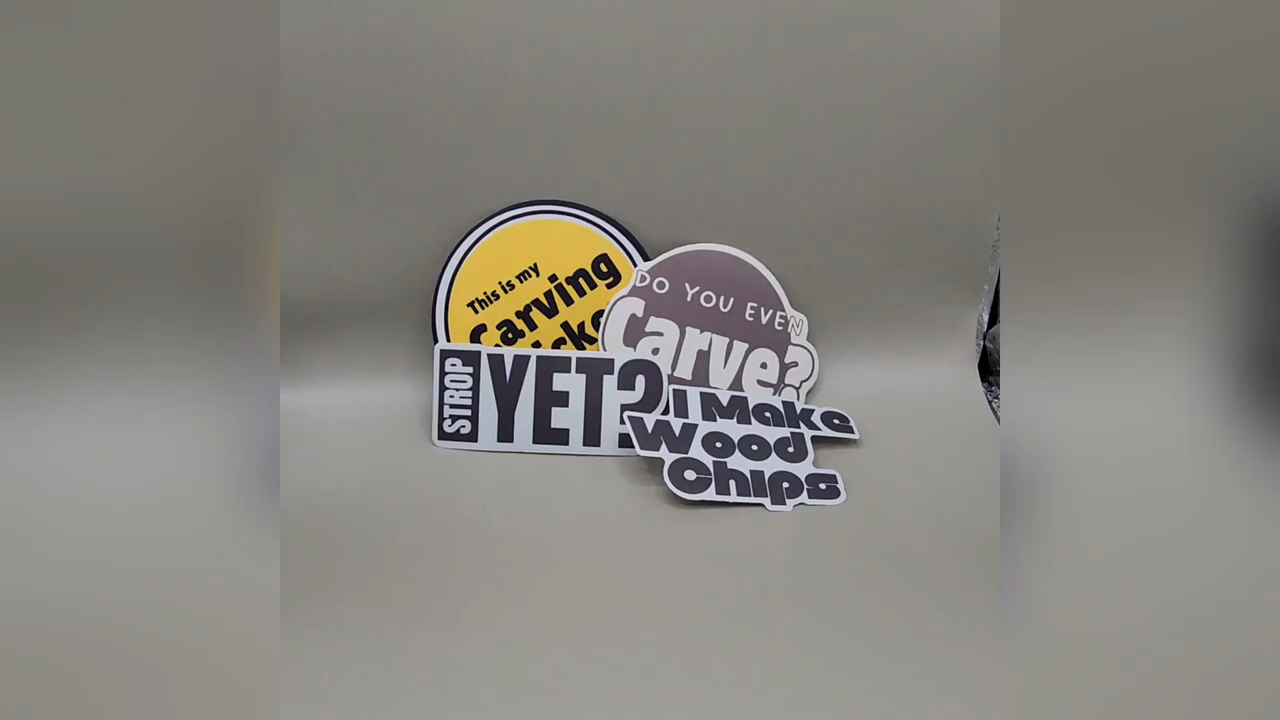 This is my
Carving
STROP
YET?
DO YOU EVEN
Carve?
I Make
Wood
Chips